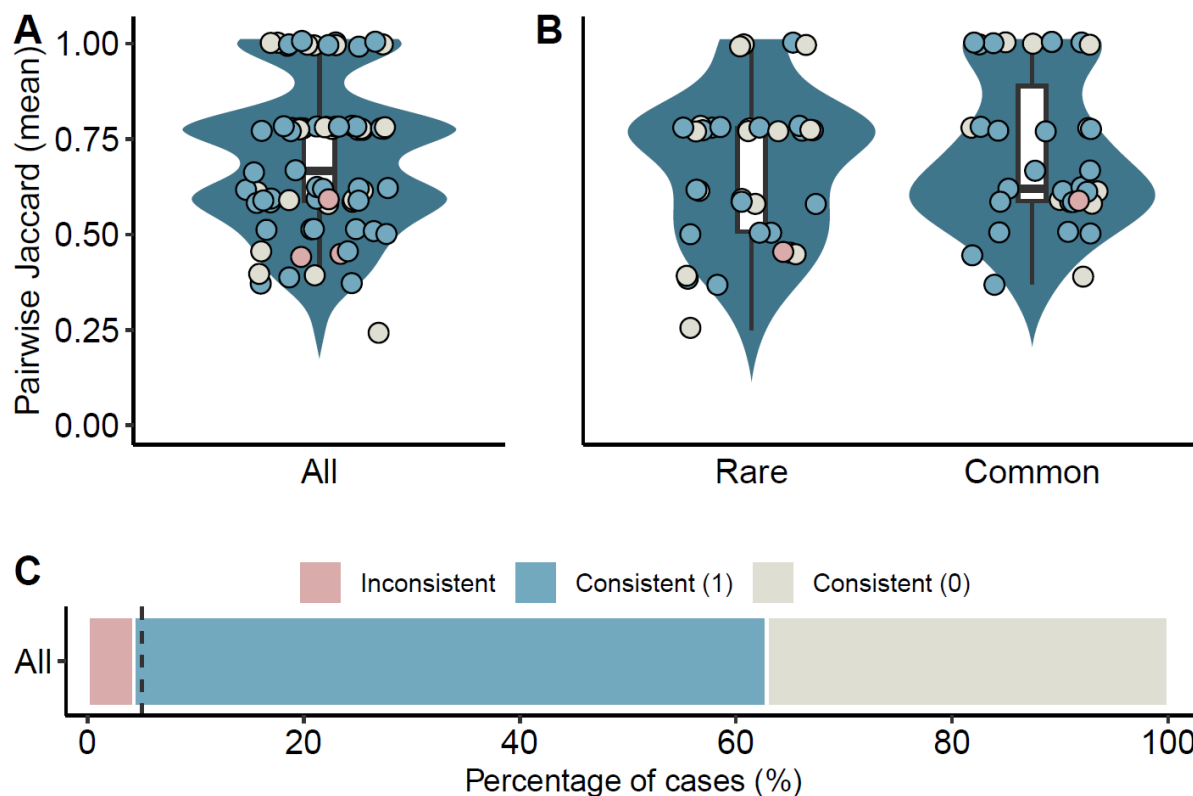 A
B
Pairwise Jaccard (mean)
1.00
0.75
0.50
0.25
0.00
All
Rare
Common
C
Inconsistent
Consistent (1)
Consistent (0)
All
0 20 40 60 80 100
Percentage of cases (%)